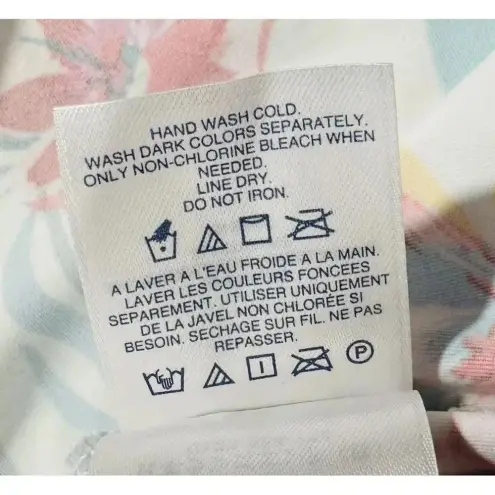 HAND WASH COLD.
WASH DARK COLORS SEPARATELY.
ONLY NON-CHLORINE BLEACH WHEN
NEEDED.
LINE DRY.
DO NOT IRON.
A LAVER A L'EAU FROIDE A LA MAIN.
LAVER LES COULEURS FONCEES
SEPAREMENT. UTILISER UNIQUEMENT
DE LA JAVEL NON CHLORÉE SI
BESOIN. SECHAGE SUR FIL. NE PAS
REPASSER.
P